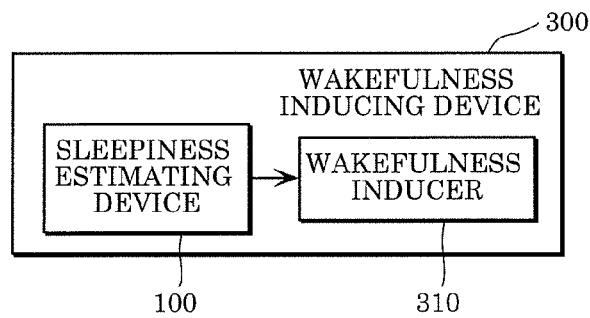 300
WAKEFULNESS
INDUCING DEVICE
SLEEPINESS
ESTIMATING
DEVICE
WAKEFULNESS
INDUCER
100
310